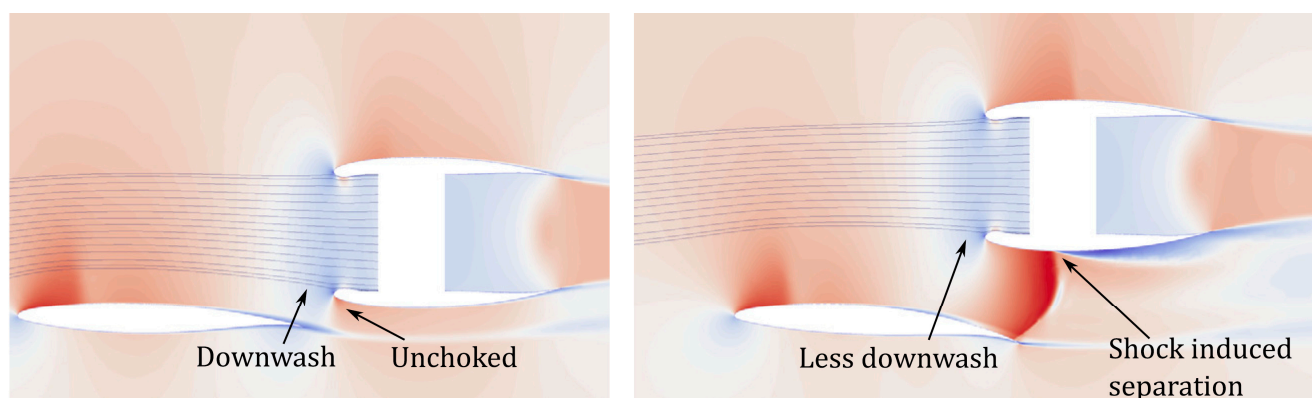 Downwash
Unchoked
Less downwash
Shock induced
separation